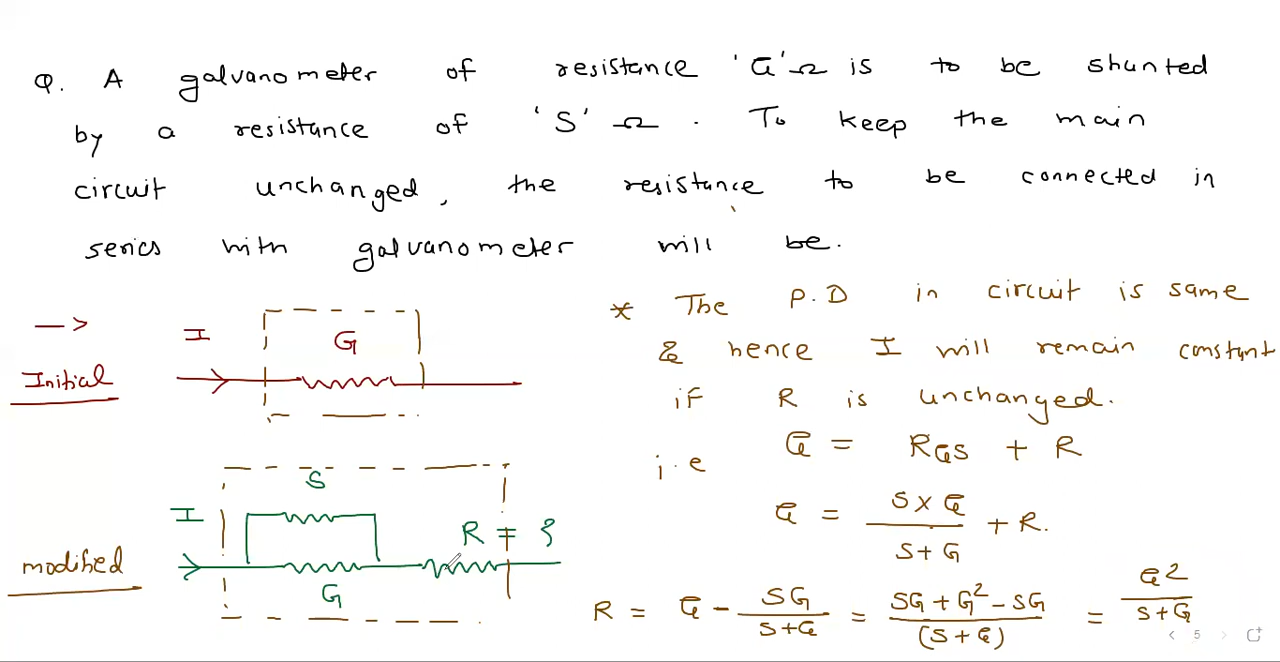 Q. A galvanometer of resistance 'G' Ω is to be shunted
by a resistance of 'S' Ω. To keep the main
circuit unchanged, the resistance to be connected in
series with galvanometer will be.
→
Initial
I
G
* The P.D in circuit is same
& hence I will remain constant
if R is unchanged.
i.e G = R_GS + R
G = (S × G)/(S + G) + R.
modified
I
S
G
R = ?
R = G - SG/(S+G) = (SG + G² - SG)/(S+G) = G²/(S+G)
< 5 >